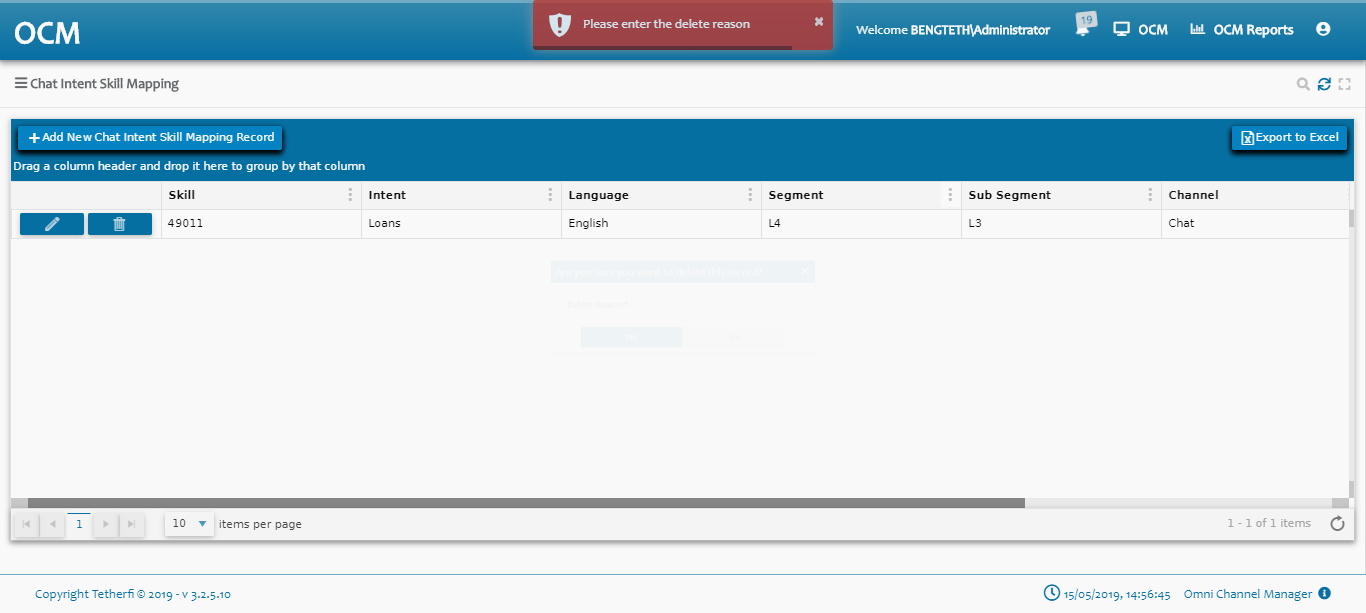 OCM
Please enter the delete reason
Welcome BENGTETH\Administrator
19
OCM
OCM Reports
Chat Intent Skill Mapping
Add New Chat Intent Skill Mapping Record
Export to Excel
Drag a column header and drop it here to group by that column
Skill Intent Language Segment Sub Segment Channel
49011 Loans English L4 L3 Chat
1
10
items per page
1 - 1 of 1 items
Copyright Tetherfi © 2019 - v 3.2.5.10
15/05/2019, 14:56:45
Omni Channel Manager